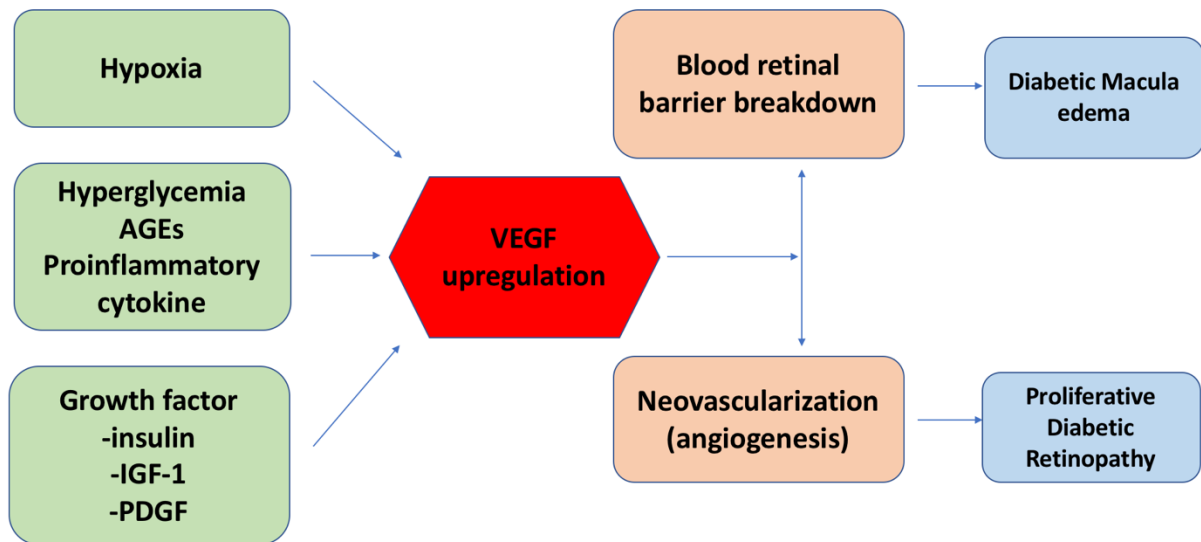 Hypoxia
Hyperglycemia
AGEs
Proinflammatory
cytokine
Growth factor
-insulin
-IGF-1
-PDGF
VEGF
upregulation
Blood retinal
barrier breakdown
Neovascularization
(angiogenesis)
Diabetic Macula
edema
Proliferative
Diabetic
Retinopathy